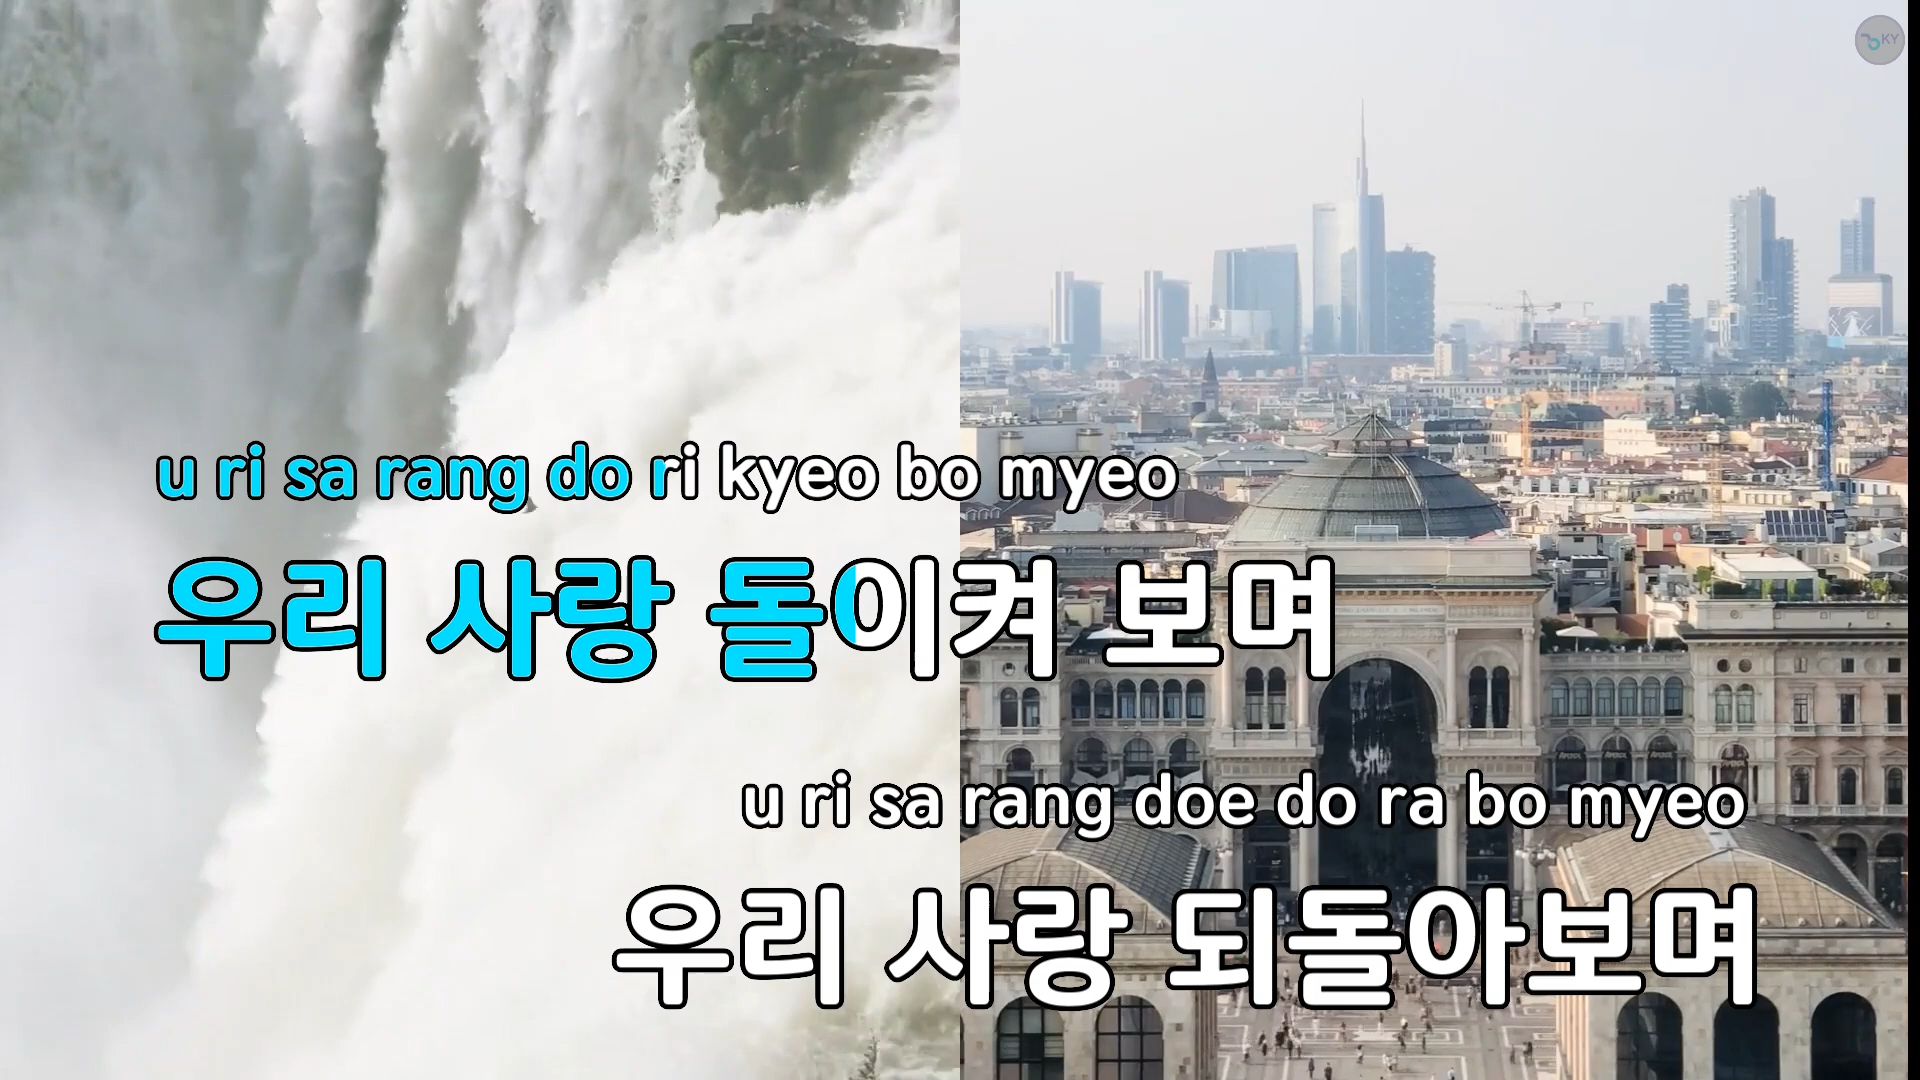 KY
u ri sa rang do ri kyeo bo myeo
우리 사랑 돌이켜 보며
u ri sa rang doe do ra bo myeo
우리 사랑 되돌아보며